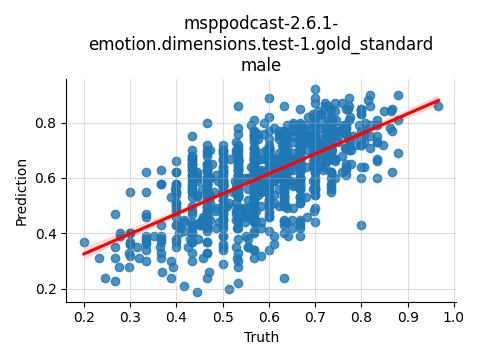 msppodcast-2.6.1-
emotion.dimensions.test-1.gold_standard
male
0.8
0.6
0.4
0.2
Prediction
0.2 0.3 0.4 0.5 0.6 0.7 0.8 0.9 1.0
Truth